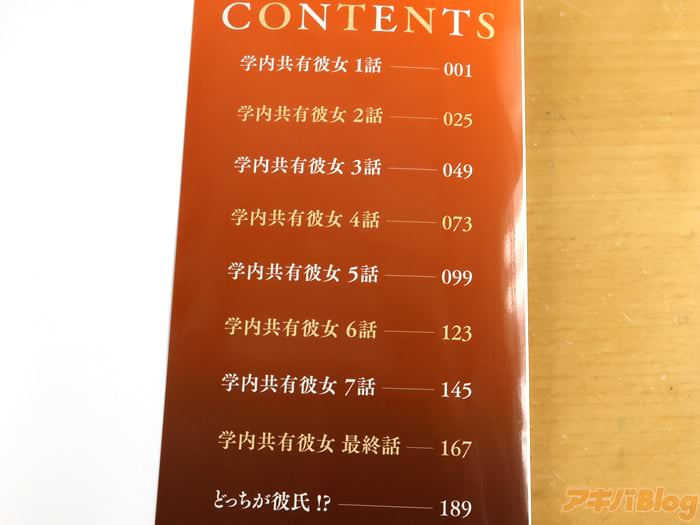 CONTENTS
学内共有彼女 1話 001
学内共有彼女 2話 025
学内共有彼女 3話 049
学内共有彼女 4話 073
学内共有彼女 5話 099
学内共有彼女 6話 123
学内共有彼女 7話 145
学内共有彼女 最終話 167
どっちが彼氏!? 189
アキバBlog